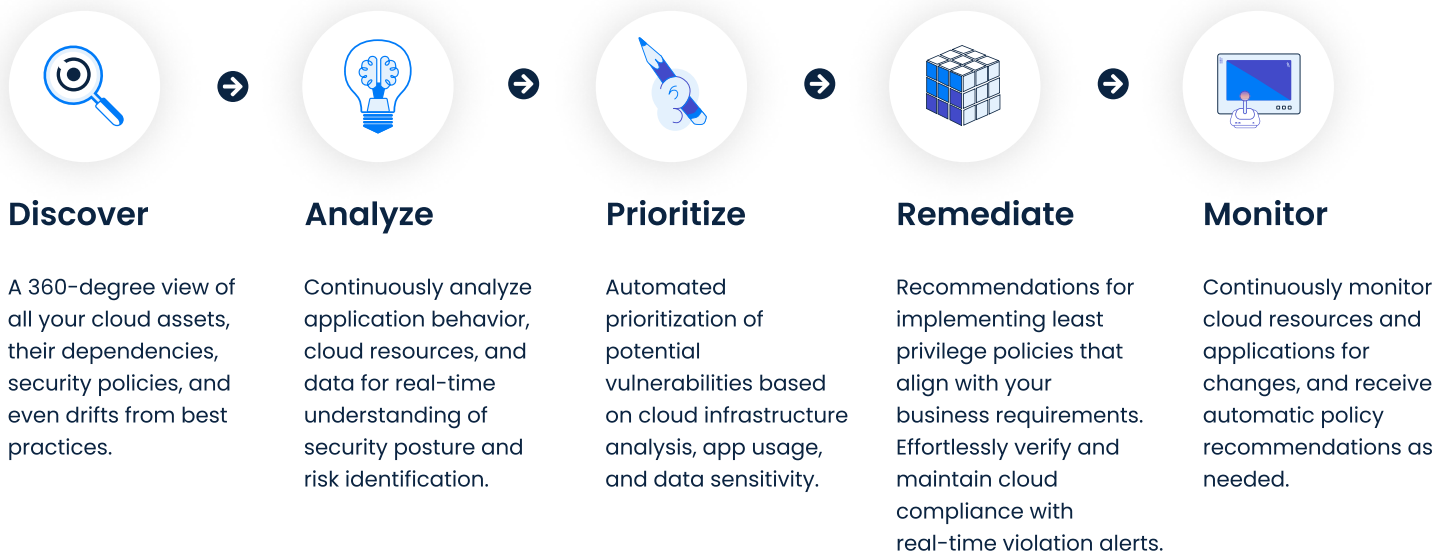 Discover
A 360-degree view of
all your cloud assets,
their dependencies,
security policies, and
even drifts from best
practices.
Analyze
Continuously analyze
application behavior,
cloud resources, and
data for real-time
understanding of
security posture and
risk identification.
Prioritize
Automated
prioritization of
potential
vulnerabilities based
on cloud infrastructure
analysis, app usage,
and data sensitivity.
Remediate
Recommendations for
implementing least
privilege policies that
align with your
business requirements.
Effortlessly verify and
maintain cloud
compliance with
real-time violation alerts.
Monitor
Continuously monitor
cloud resources and
applications for
changes, and receive
automatic policy
recommendations as
needed.